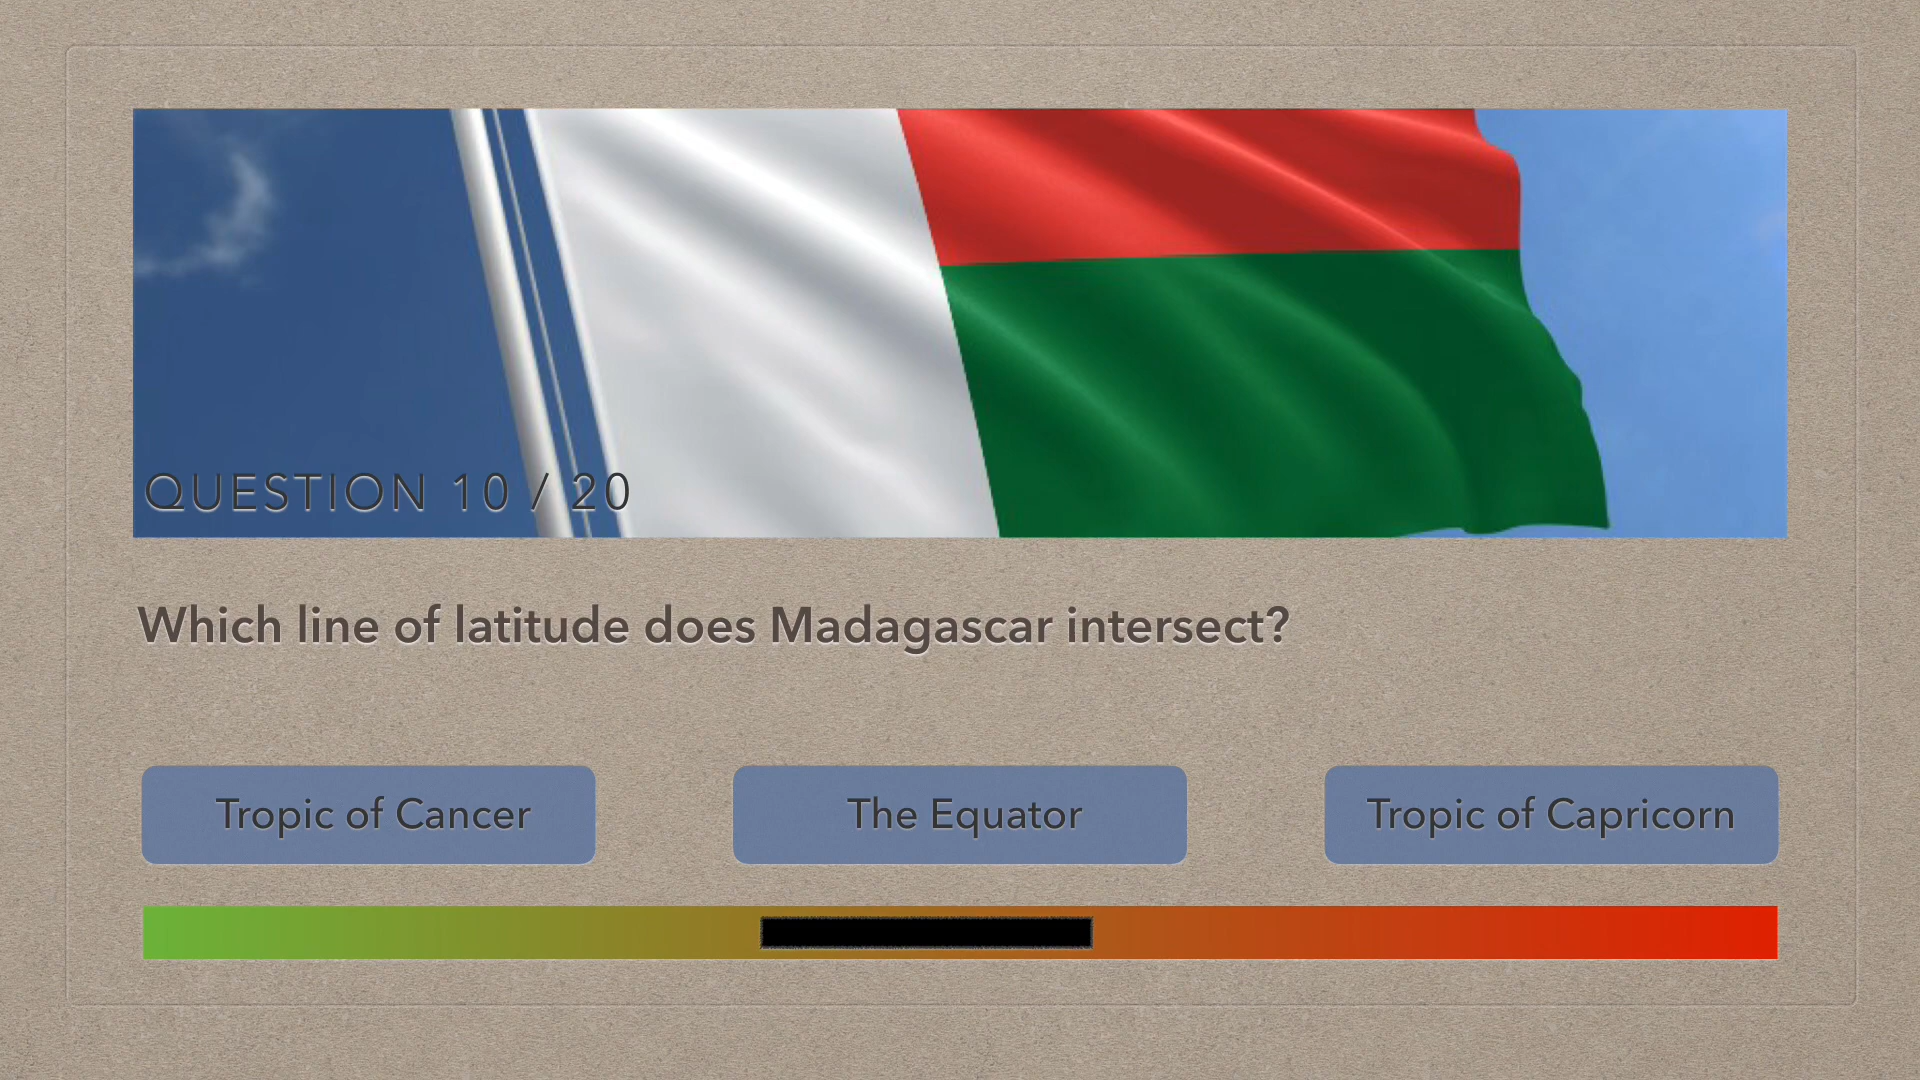 QUESTION 10 / 20
Which line of latitude does Madagascar intersect?
Tropic of Cancer
The Equator
Tropic of Capricorn